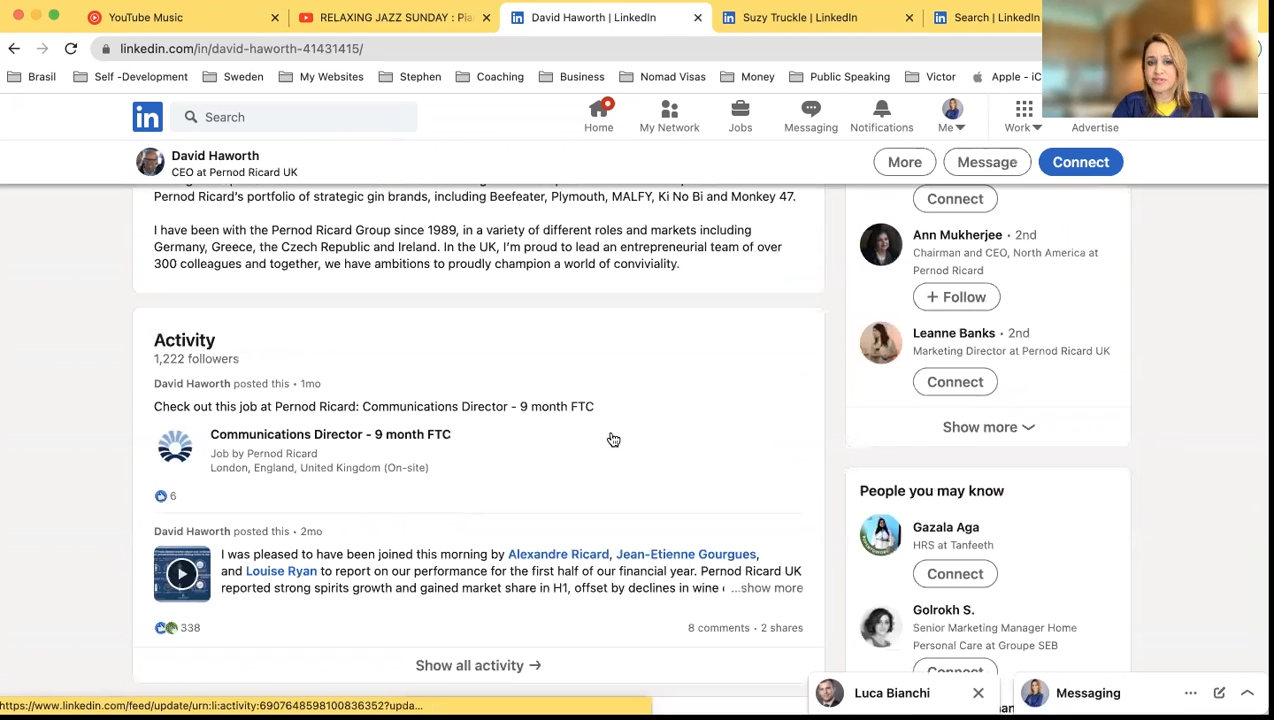 YouTube Music
RELAXING JAZZ SUNDAY : Pia
David Haworth | LinkedIn
Suzy Truckle | LinkedIn
Search | LinkedIn
linkedin.com/in/david-haworth-41431415/
Brasil
Self -Development
Sweden
My Websites
Stephen
Coaching
Business
Nomad Visas
Money
Public Speaking
Victor
Apple - iC
in
Search
Home
My Network
Jobs
Messaging
Notifications
Me
Work
Advertise
David Haworth
CEO at Pernod Ricard UK
More
Message
Connect
Pernod Ricard's portfolio of strategic gin brands, including Beefeater, Plymouth, MALFY, Ki No Bi and Monkey 47.
I have been with the Pernod Ricard Group since 1989, in a variety of different roles and markets including
Germany, Greece, the Czech Republic and Ireland. In the UK, I'm proud to lead an entrepreneurial team of over
300 colleagues and together, we have ambitions to proudly champion a world of conviviality.
Activity
1,222 followers
David Haworth posted this • 1mo
Check out this job at Pernod Ricard: Communications Director - 9 month FTC
Communications Director - 9 month FTC
Job by Pernod Ricard
London, England, United Kingdom (On-site)
6
David Haworth posted this • 2mo
I was pleased to have been joined this morning by Alexandre Ricard, Jean-Etienne Gourgues,
and Louise Ryan to report on our performance for the first half of our financial year. Pernod Ricard UK
reported strong spirits growth and gained market share in H1, offset by declines in wine ...show more
338
8 comments • 2 shares
Show all activity →
Connect
Ann Mukherjee • 2nd
Chairman and CEO, North America at
Pernod Ricard
+ Follow
Leanne Banks • 2nd
Marketing Director at Pernod Ricard UK
Connect
Show more
People you may know
Gazala Aga
HRS at Tanfeeth
Connect
Golrokh S.
Senior Marketing Manager Home
Personal Care at Groupe SEB
Connect
Luca Bianchi
Messaging
https://www.linkedin.com/feed/update/urn:li:activity:6907648598100836352?upda...